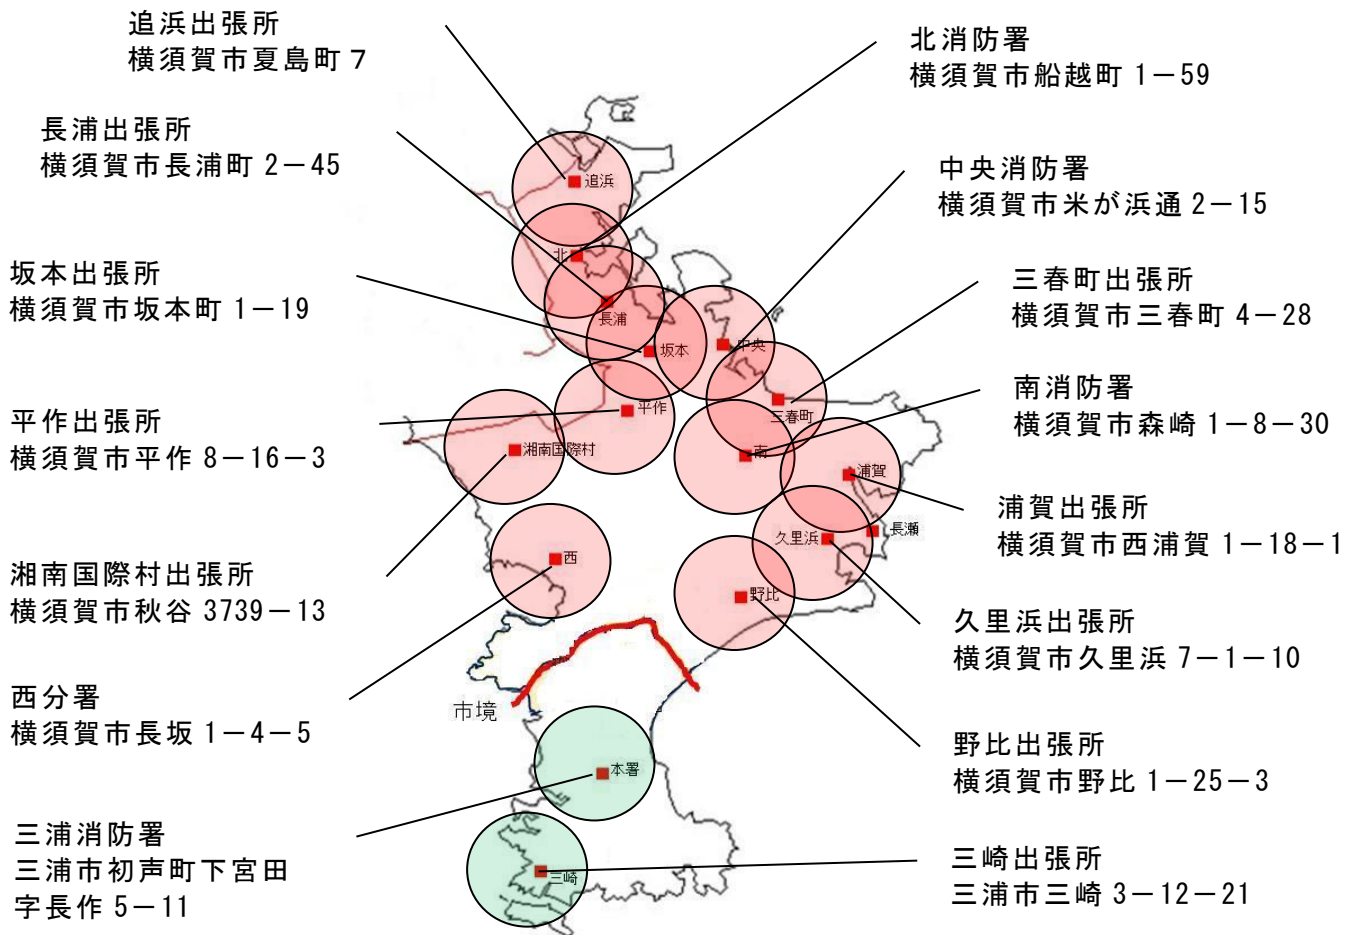 追浜出張所
横須賀市夏島町7
北消防署
横須賀市船越町1－59
長浦出張所
横須賀市長浦町2－45
中央消防署
横須賀市米が浜通2－15
坂本出張所
横須賀市坂本町1－19
三春町出張所
横須賀市三春町4－28
南消防署
横須賀市森崎1－8－30
平作出張所
横須賀市平作8－16－3
浦賀出張所
横須賀市西浦賀1－18－1
湘南国際村出張所
横須賀市秋谷3739－13
久里浜出張所
横須賀市久里浜7－1－10
西分署
横須賀市長坂1－4－5
野比出張所
横須賀市野比1－25－3
三浦消防署
三浦市初声町下宮田
字長作5－11
三崎出張所
三浦市三崎3－12－21
追浜
北
長浦
坂本
中央
平作
三春町
湘南国際村
南
浦賀
長瀬
久里浜
西
野比
市境
本署
三崎